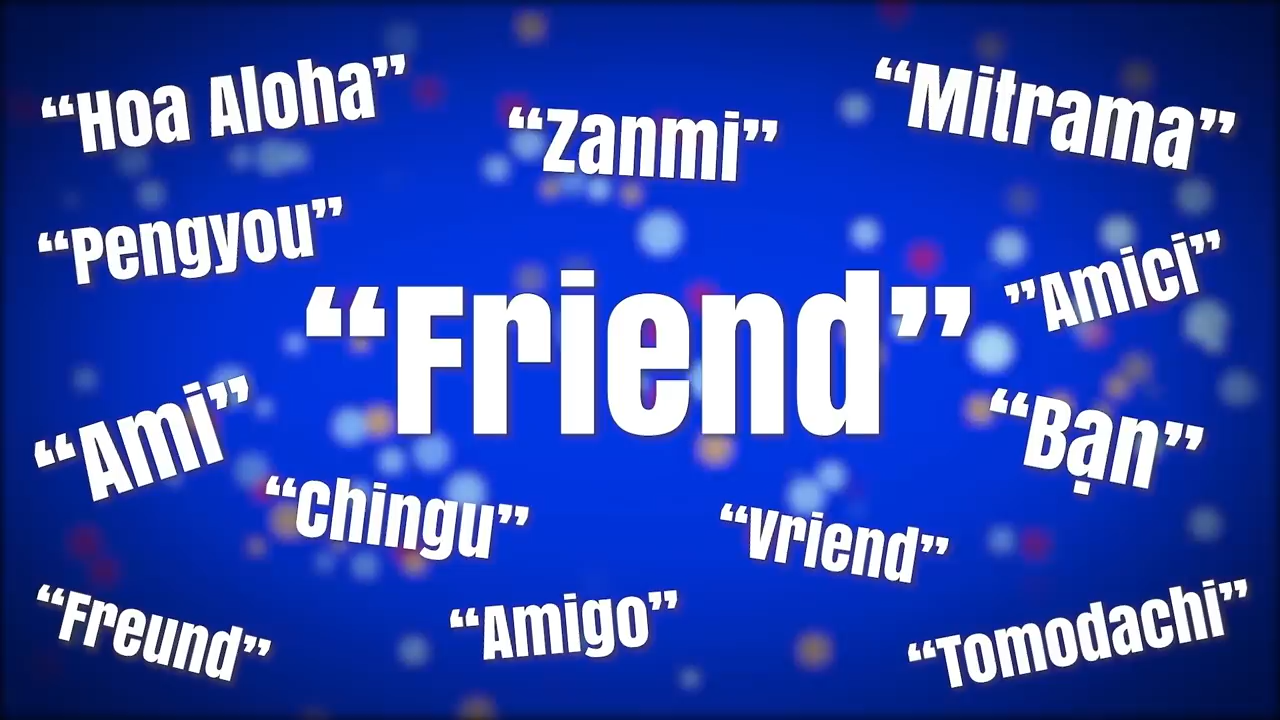 “Hoa Aloha”
“Zanmi”
“Mitrama”
“Pengyou”
“Friend”
”Amici”
“Ami”
“Bạn”
“Chingu”
“Vriend”
“Freund”
“Amigo”
“Tomodachi”